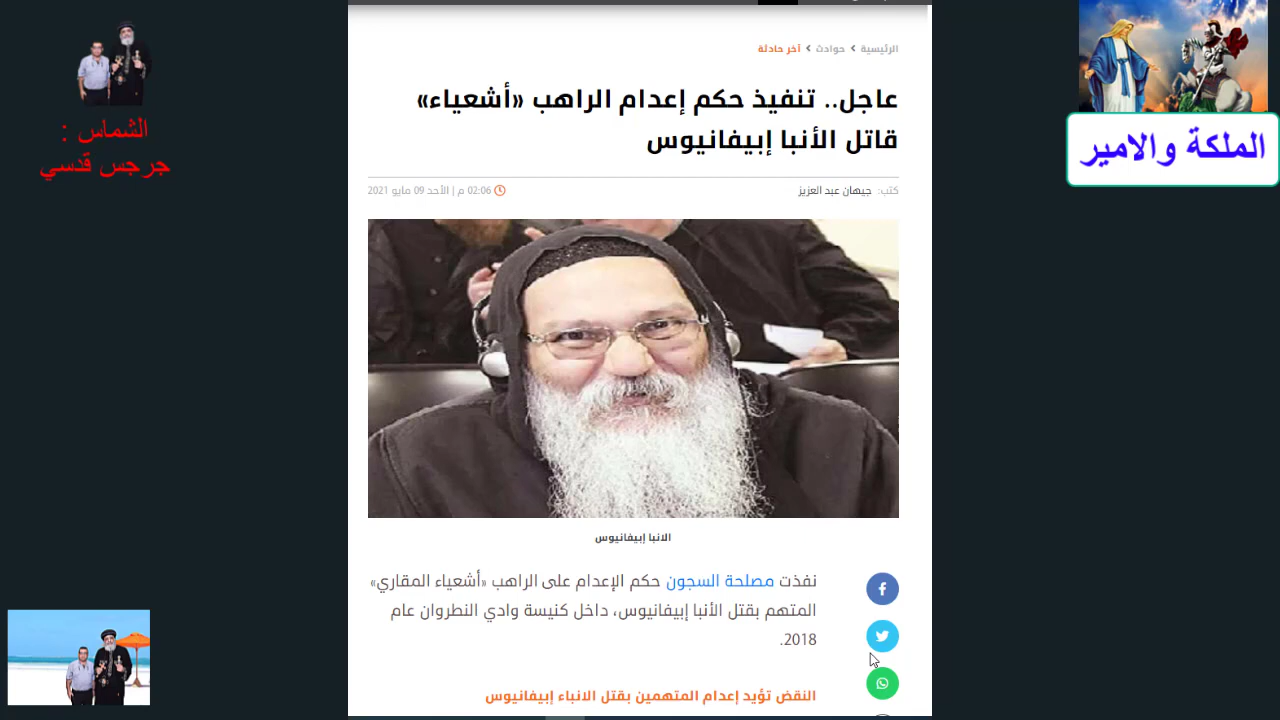 الشماس :
جرجس قدسي
الملكة والامير
الرئيسية › حوادث › آخر حادثة
عاجل.. تنفيذ حكم إعدام الراهب «أشعياء»
قاتل الأنبا إبيفانيوس
كتب: جيهان عبد العزيز
02:06 م | الأحد 09 مايو 2021
الانبا إبيفانيوس
نفذت مصلحة السجون حكم الإعدام على الراهب «أشعياء المقاري»
المتهم بقتل الأنبا إبيفانيوس، داخل كنيسة وادي النطرون عام
2018.
النقض تؤيد إعدام المتهمين بقتل الانباء إبيفانيوس